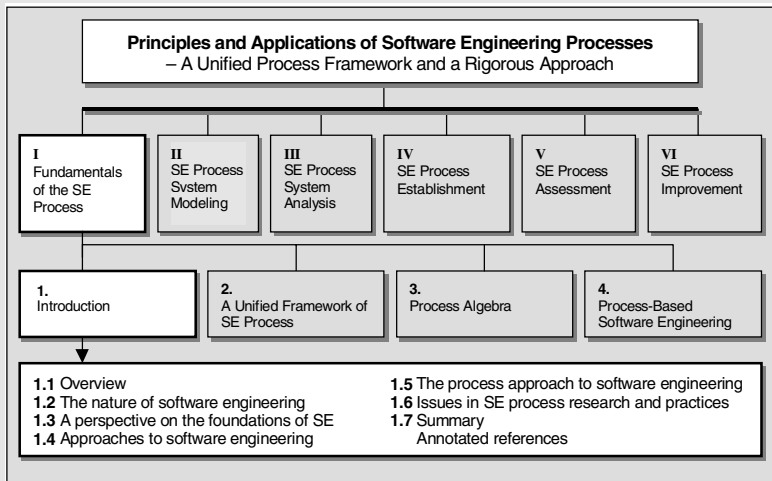 Principles and Applications of Software Engineering Processes
– A Unified Process Framework and a Rigorous Approach
I
Fundamentals
of the SE
Process
II
SE Process
System
Modeling
III
SE Process
System
Analysis
IV
SE Process
Establishment
V
SE Process
Assessment
VI
SE Process
Improvement
1.
Introduction
2.
A Unified Framework of
SE Process
3.
Process Algebra
4.
Process-Based
Software Engineering
1.1 Overview
1.2 The nature of software engineering
1.3 A perspective on the foundations of SE
1.4 Approaches to software engineering
1.5 The process approach to software engineering
1.6 Issues in SE process research and practices
1.7 Summary
Annotated references